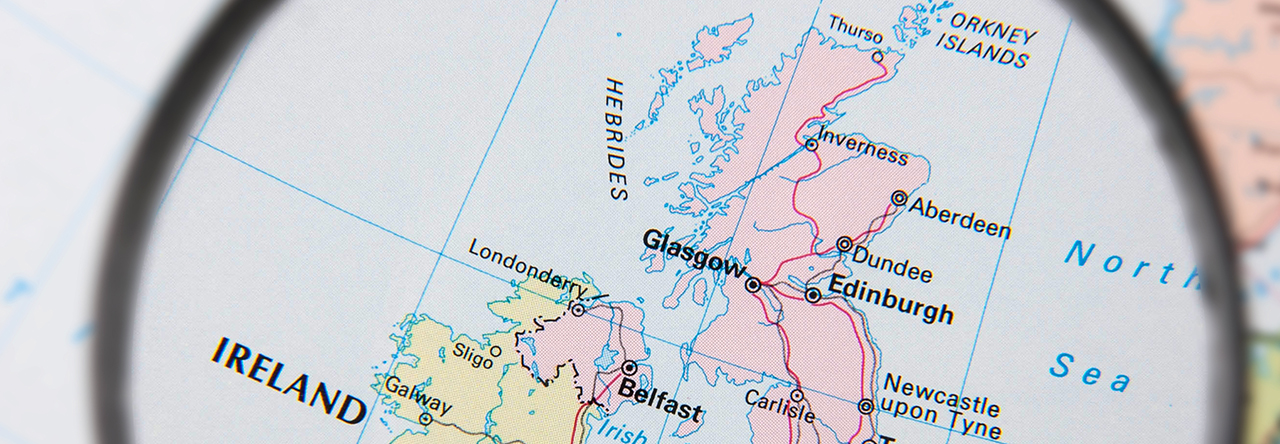 Thurso
ORKNEY
ISLANDS
HEBRIDES
Inverness
Aberdeen
North
Glasgow
Dundee
Londonderry
Edinburgh
Sea
IRELAND
Sligo
Belfast
Galway
Carlisle
Newcastle
upon Tyne
Irish